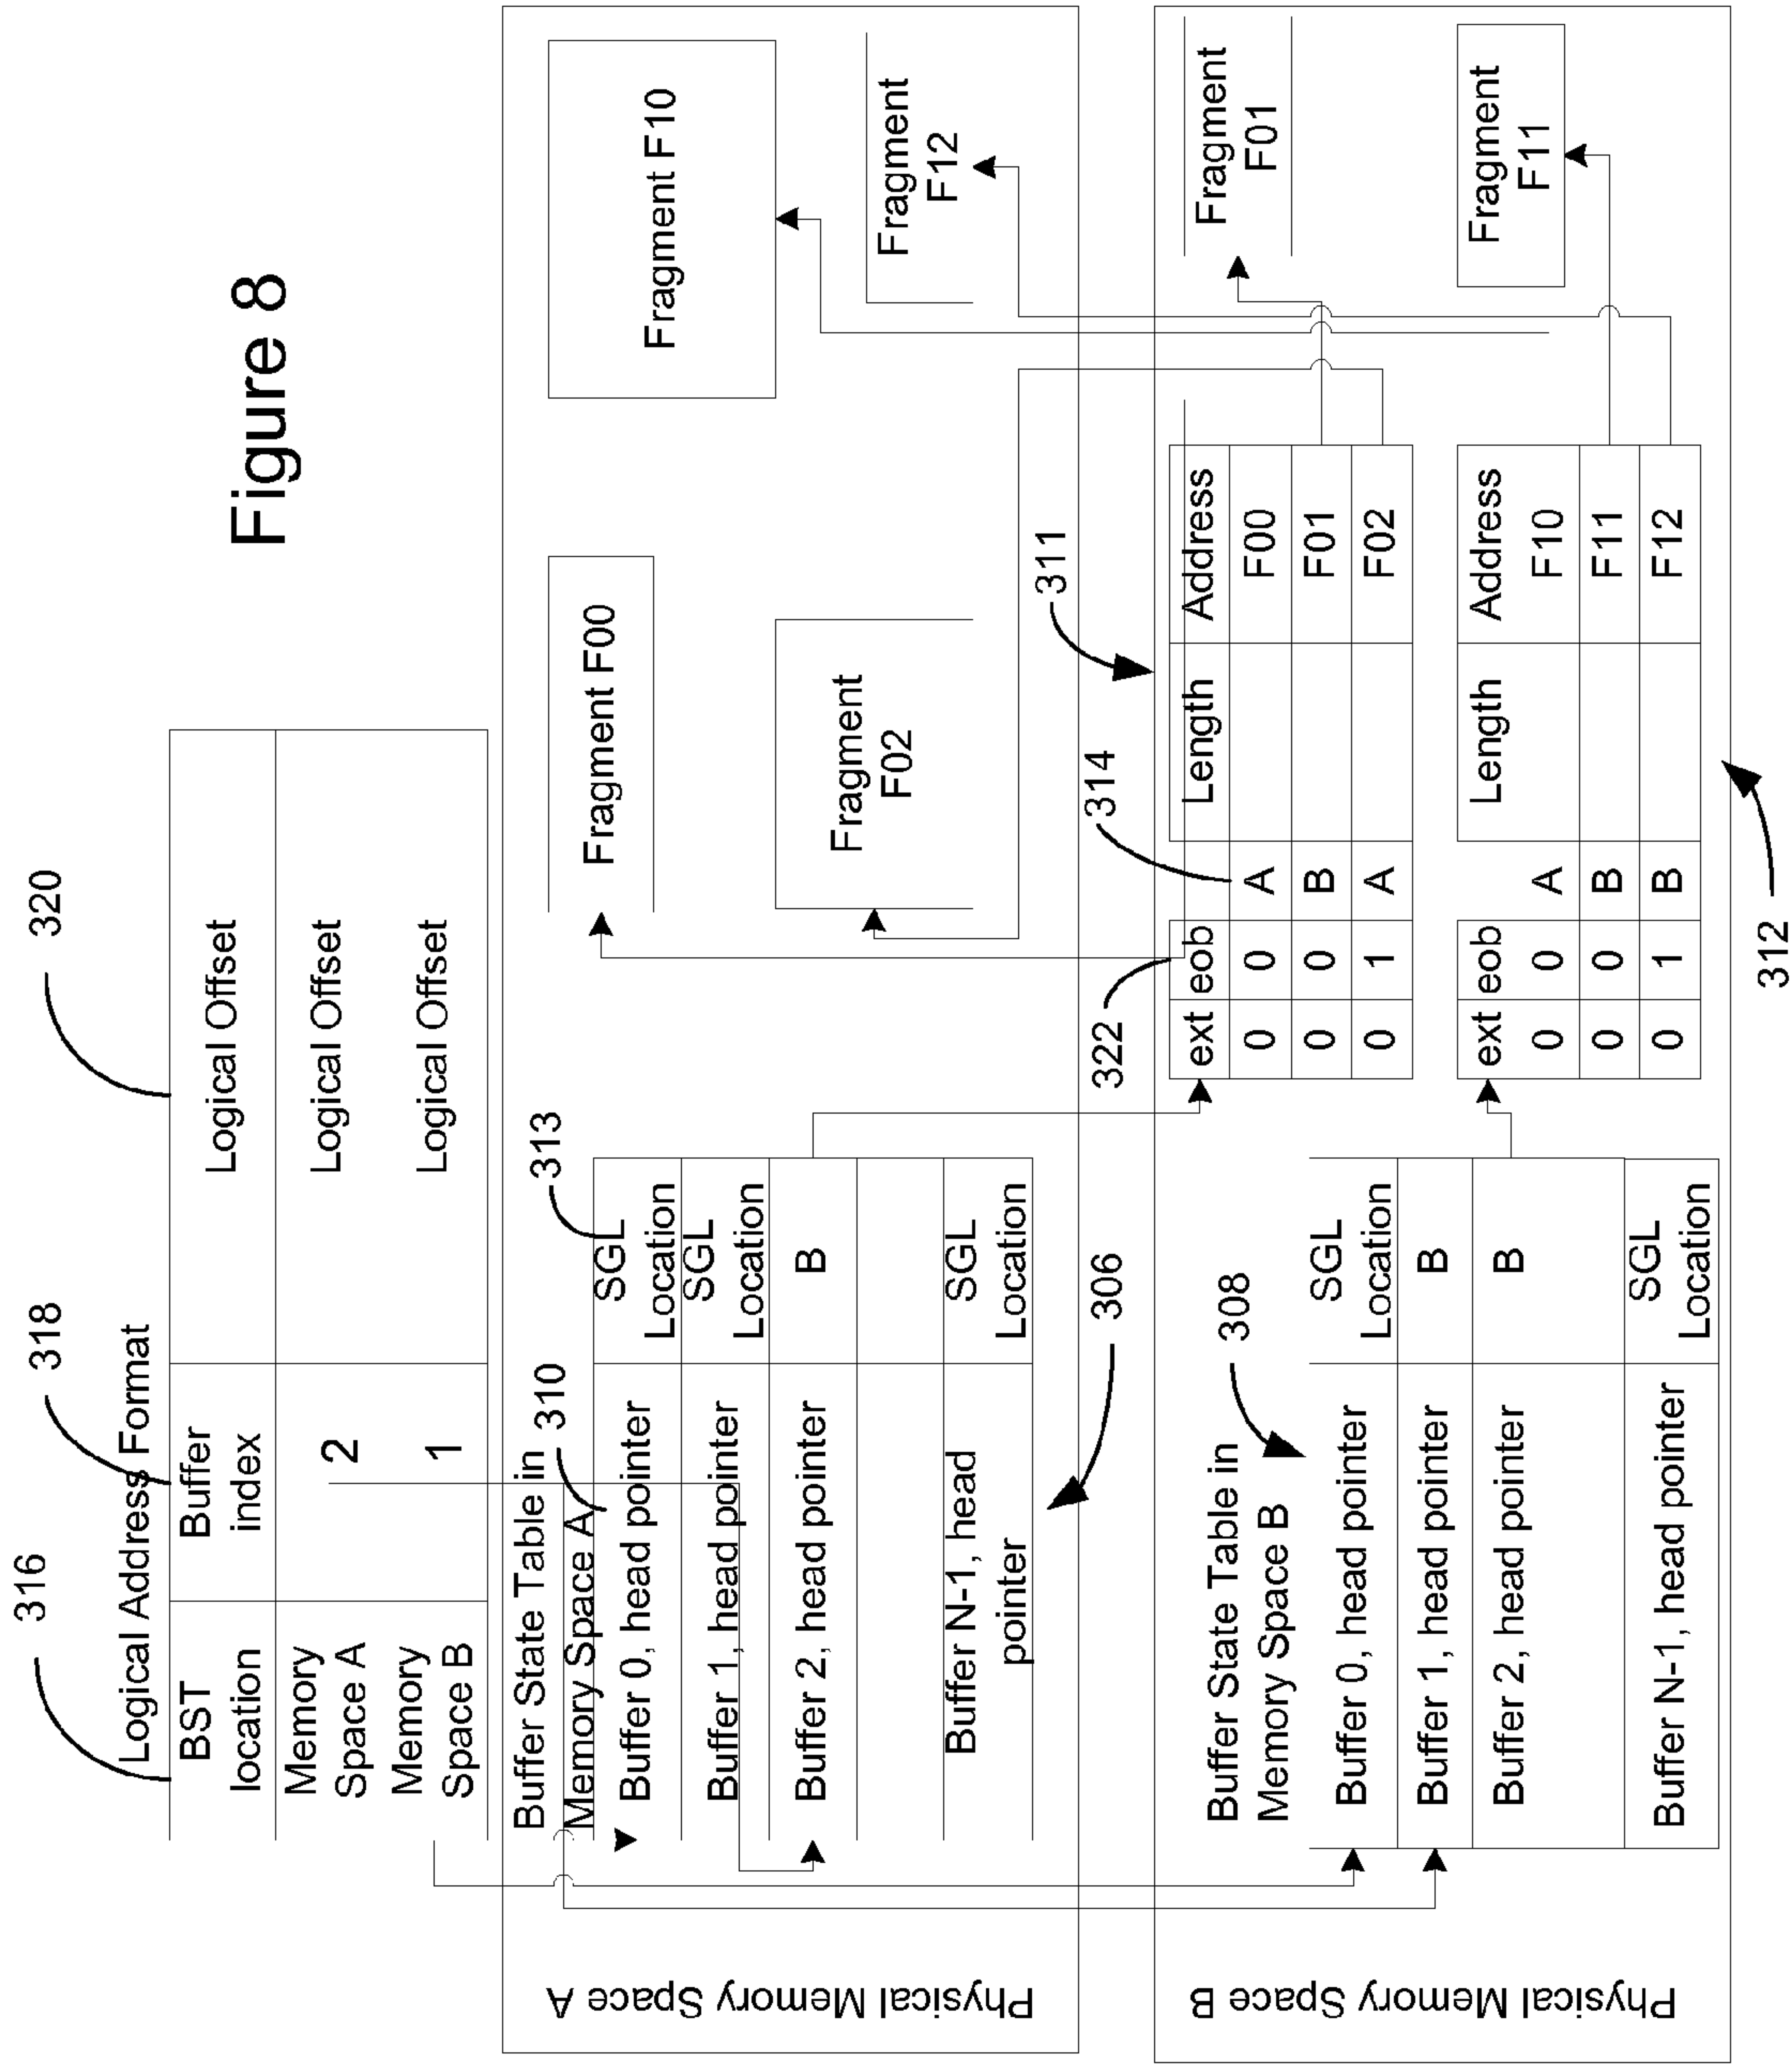 Figure 8
316
318
320
Logical Address Format
BST
location
Buffer
index
Logical Offset
Memory
Space A
2
Logical Offset
Memory
Space B
1
Logical Offset
Physical Memory Space A
Buffer State Table in
Memory Space A
310
313
Buffer 0, head pointer
SGL
Location
Buffer 1, head pointer
SGL
Location
Buffer 2, head pointer
B
Buffer N-1, head
pointer
SGL
Location
306
Fragment F00
Fragment F10
Fragment
F02
Fragment
F12
Physical Memory Space B
Buffer State Table in
Memory Space B
308
Buffer 0, head pointer
SGL
Location
Buffer 1, head pointer
B
Buffer 2, head pointer
B
Buffer N-1, head pointer
SGL
Location
322
314
311
ext eob Length Address
0 0 A F00
0 0 B F01
0 1 A F02
ext eob Length Address
0 0 A F10
0 0 B F11
0 1 B F12
312
Fragment
F01
Fragment
F11